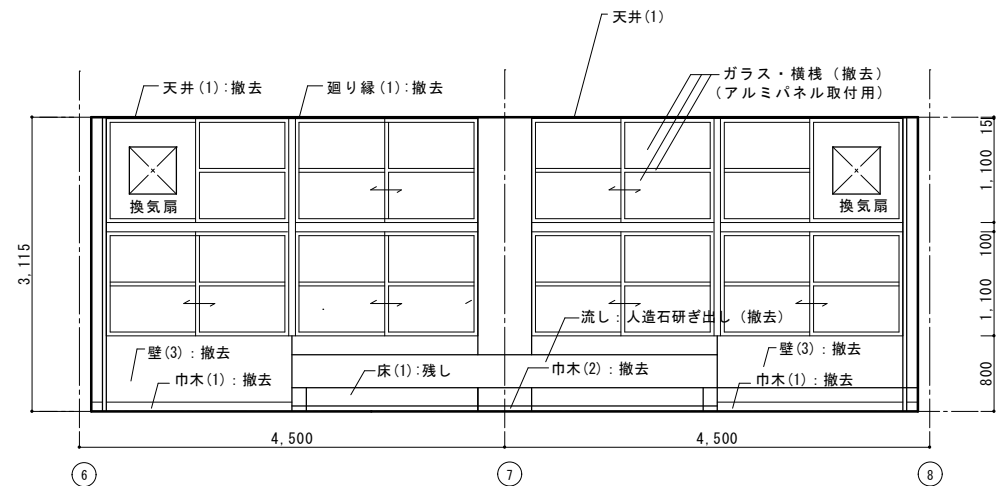 天井(1)
天井(1):撤去
廻り縁(1):撤去
ガラス・横桟（撤去）
（アルミパネル取付用）
換気扇
換気扇
15
1,100
100
1,100
800
3,115
流し：人造石研ぎ出し（撤去）
壁(3)：撤去
壁(3)：撤去
床(1):残し
巾木(2)：撤去
巾木(1)：撤去
巾木(1)：撤去
4,500
4,500
6
7
8